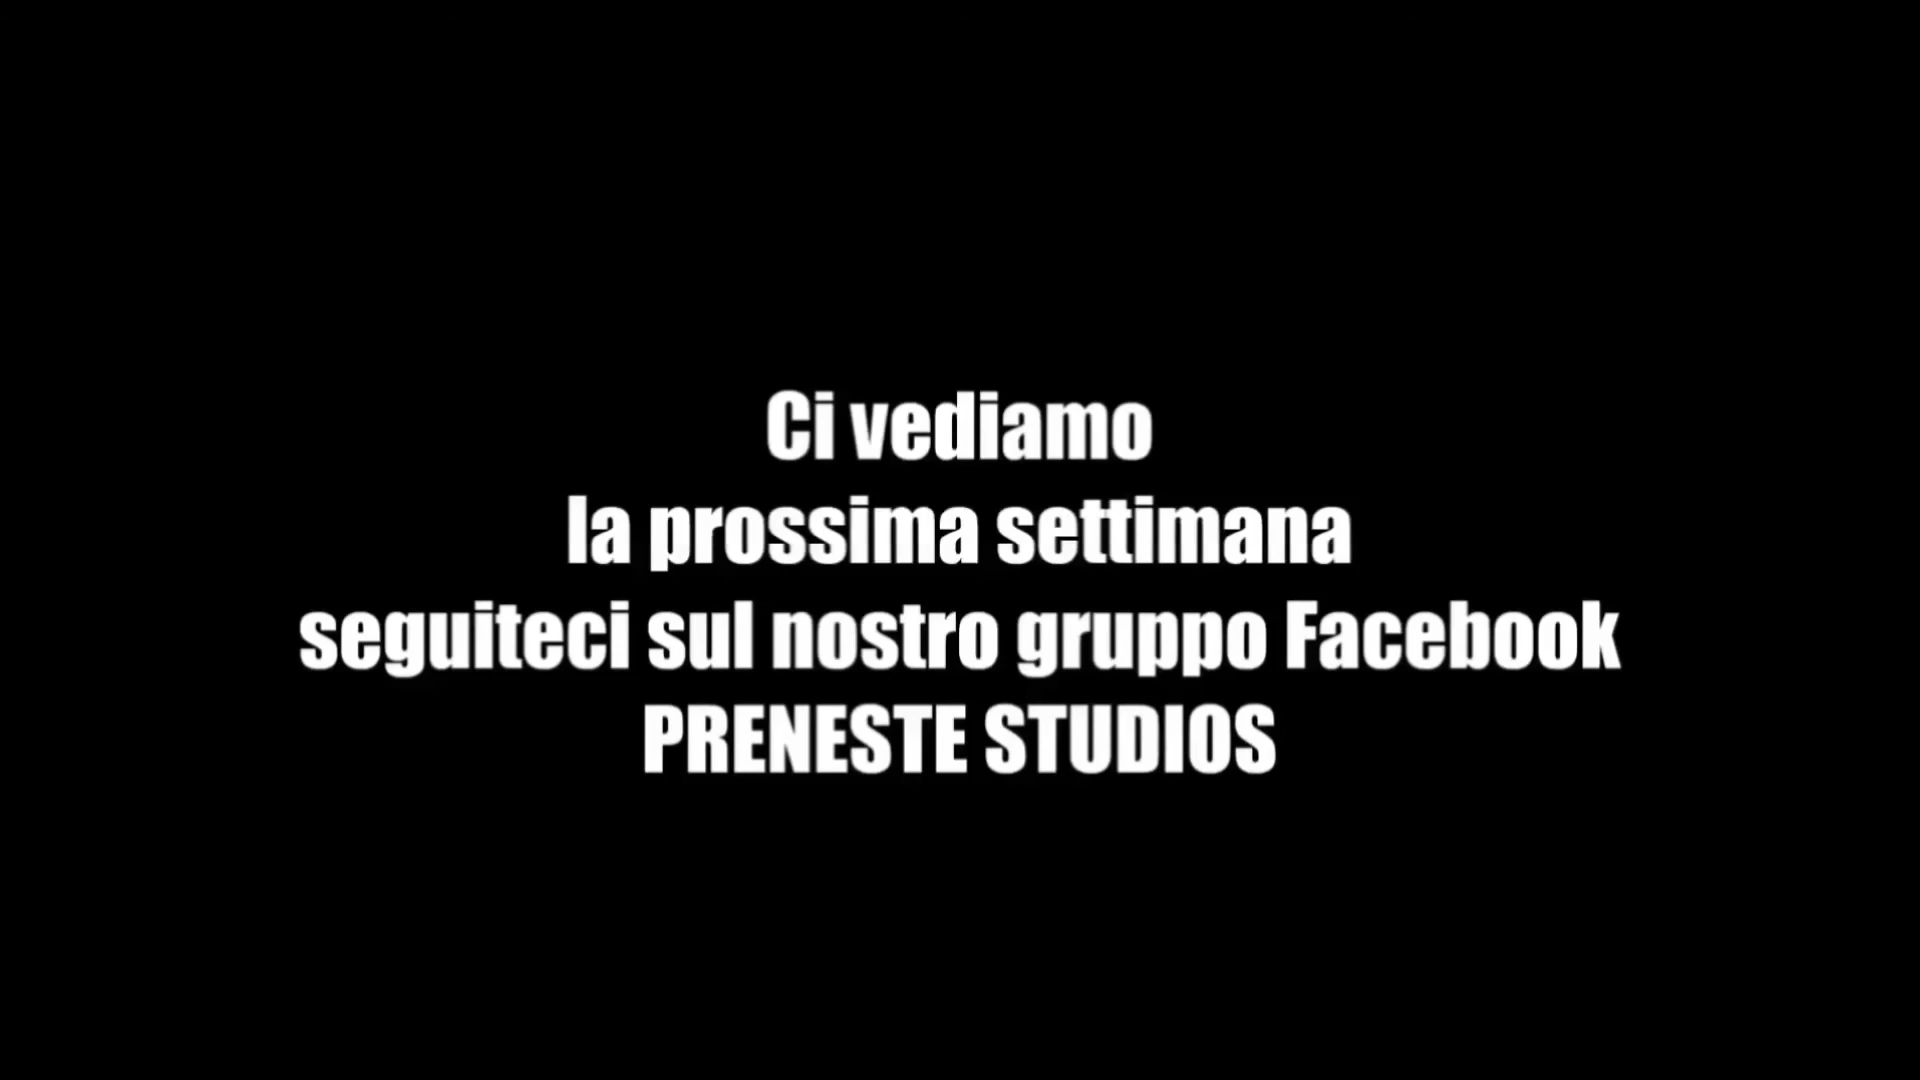 Ci vediamo
la prossima settimana
seguiteci sul nostro gruppo Facebook
PRENESTE STUDIOS